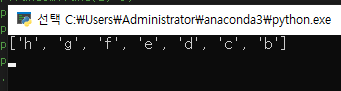 선택 C:₩Users₩Administrator₩anaconda3₩python.exe
['h', 'g', 'f', 'e', 'd', 'c', 'b']